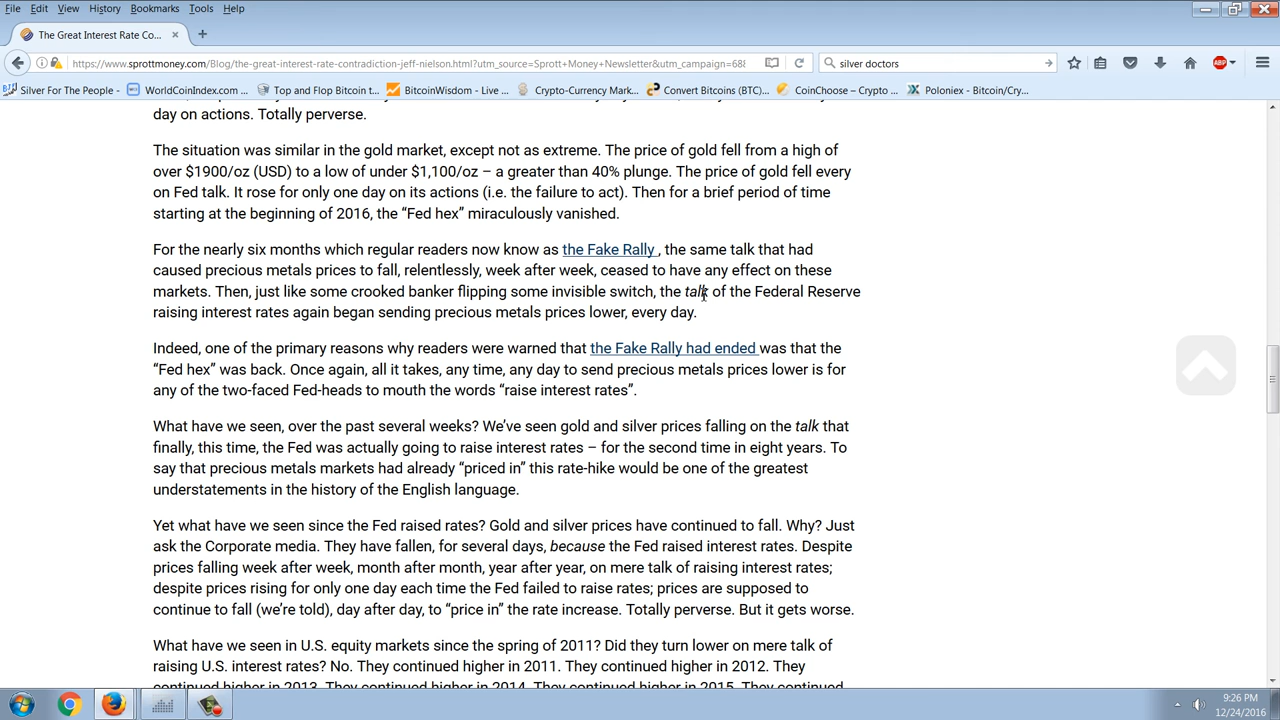 File Edit View History Bookmarks Tools Help
The Great Interest Rate Co...
https://www.sprottmoney.com/Blog/the-great-interest-rate-contradiction-jeff-nielson.html?utm_source=Sprott+Money+Newsletter&utm_campaign=68
silver doctors
Silver For The People - WorldCoinIndex.com ... Top and Flop Bitcoin t... BitcoinWisdom - Live ... Crypto-Currency Mark... Convert Bitcoins (BTC)... CoinChoose – Crypto ... Poloniex - Bitcoin/Cry...
day on actions. Totally perverse.
The situation was similar in the gold market, except not as extreme. The price of gold fell from a high of
over $1900/oz (USD) to a low of under $1,100/oz – a greater than 40% plunge. The price of gold fell every
on Fed talk. It rose for only one day on its actions (i.e. the failure to act). Then for a brief period of time
starting at the beginning of 2016, the “Fed hex” miraculously vanished.
For the nearly six months which regular readers now know as the Fake Rally , the same talk that had
caused precious metals prices to fall, relentlessly, week after week, ceased to have any effect on these
markets. Then, just like some crooked banker flipping some invisible switch, the talk of the Federal Reserve
raising interest rates again began sending precious metals prices lower, every day.
Indeed, one of the primary reasons why readers were warned that the Fake Rally had ended was that the
“Fed hex” was back. Once again, all it takes, any time, any day to send precious metals prices lower is for
any of the two-faced Fed-heads to mouth the words “raise interest rates”.
What have we seen, over the past several weeks? We’ve seen gold and silver prices falling on the talk that
finally, this time, the Fed was actually going to raise interest rates – for the second time in eight years. To
say that precious metals markets had already “priced in” this rate-hike would be one of the greatest
understatements in the history of the English language.
Yet what have we seen since the Fed raised rates? Gold and silver prices have continued to fall. Why? Just
ask the Corporate media. They have fallen, for several days, because the Fed raised interest rates. Despite
prices falling week after week, month after month, year after year, on mere talk of raising interest rates;
despite prices rising for only one day each time the Fed failed to raise rates; prices are supposed to
continue to fall (we’re told), day after day, to “price in” the rate increase. Totally perverse. But it gets worse.
What have we seen in U.S. equity markets since the spring of 2011? Did they turn lower on mere talk of
raising U.S. interest rates? No. They continued higher in 2011. They continued higher in 2012. They
continued higher in 2013. They continued higher in 2014. They continued higher in 2015. They continued
9:26 PM
12/24/2016